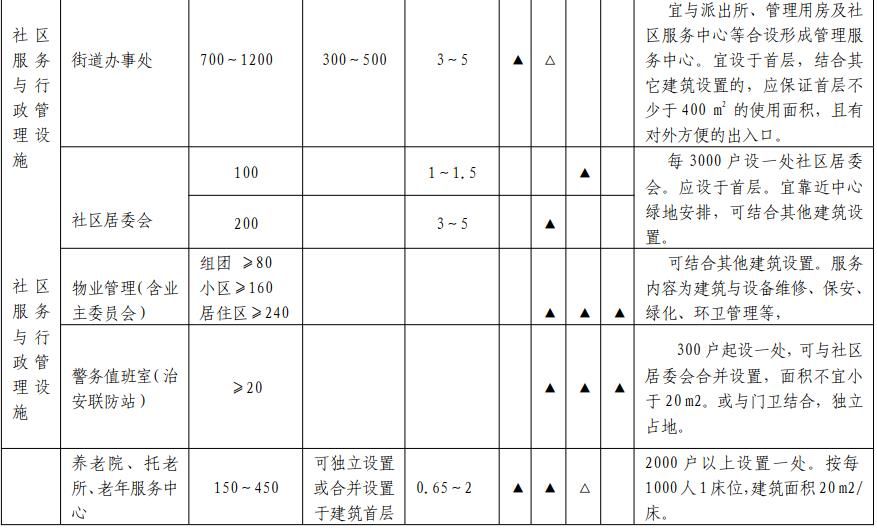 社区
服务
与行
政管
理设
施
街道办事处
700~1200
300~500
3~5
▲
△
宜与派出所、管理用房及社
区服务中心等合设形成管理服
务中心。宜设于首层，结合其
它建筑设置的，应保证首层不
少于400 m² 的使用面积，且有
对外方便的出入口。
社区居委会
100
1~1.5
▲
200
3~5
▲
每 3000 户设一处社区居委
会。应设于首层。宜靠近中心
绿地安排，可结合其他建筑设
置。
社区
服务
与行
政管
理设
施
物业管理(含业
主委员会)
组团 ≥80
小区≥160
居住区≥240
▲
▲
▲
可结合其他建筑设置。服务
内容为建筑与设备维修、保安、
绿化、环卫管理等，
警务值班室(治
安联防站)
≥20
▲
▲
▲
300户起设一处，可与社区
居委会合并设置，面积不宜小
于20m2。或与门卫结合，独立
占地。
养老院、托老
所、老年服务中
心
150~450
可独立设置
或合并设置
于建筑首层
0.65~2
▲
▲
△
2000 户以上设置一处。按每
1000人1床位，建筑面积20m2/
床。